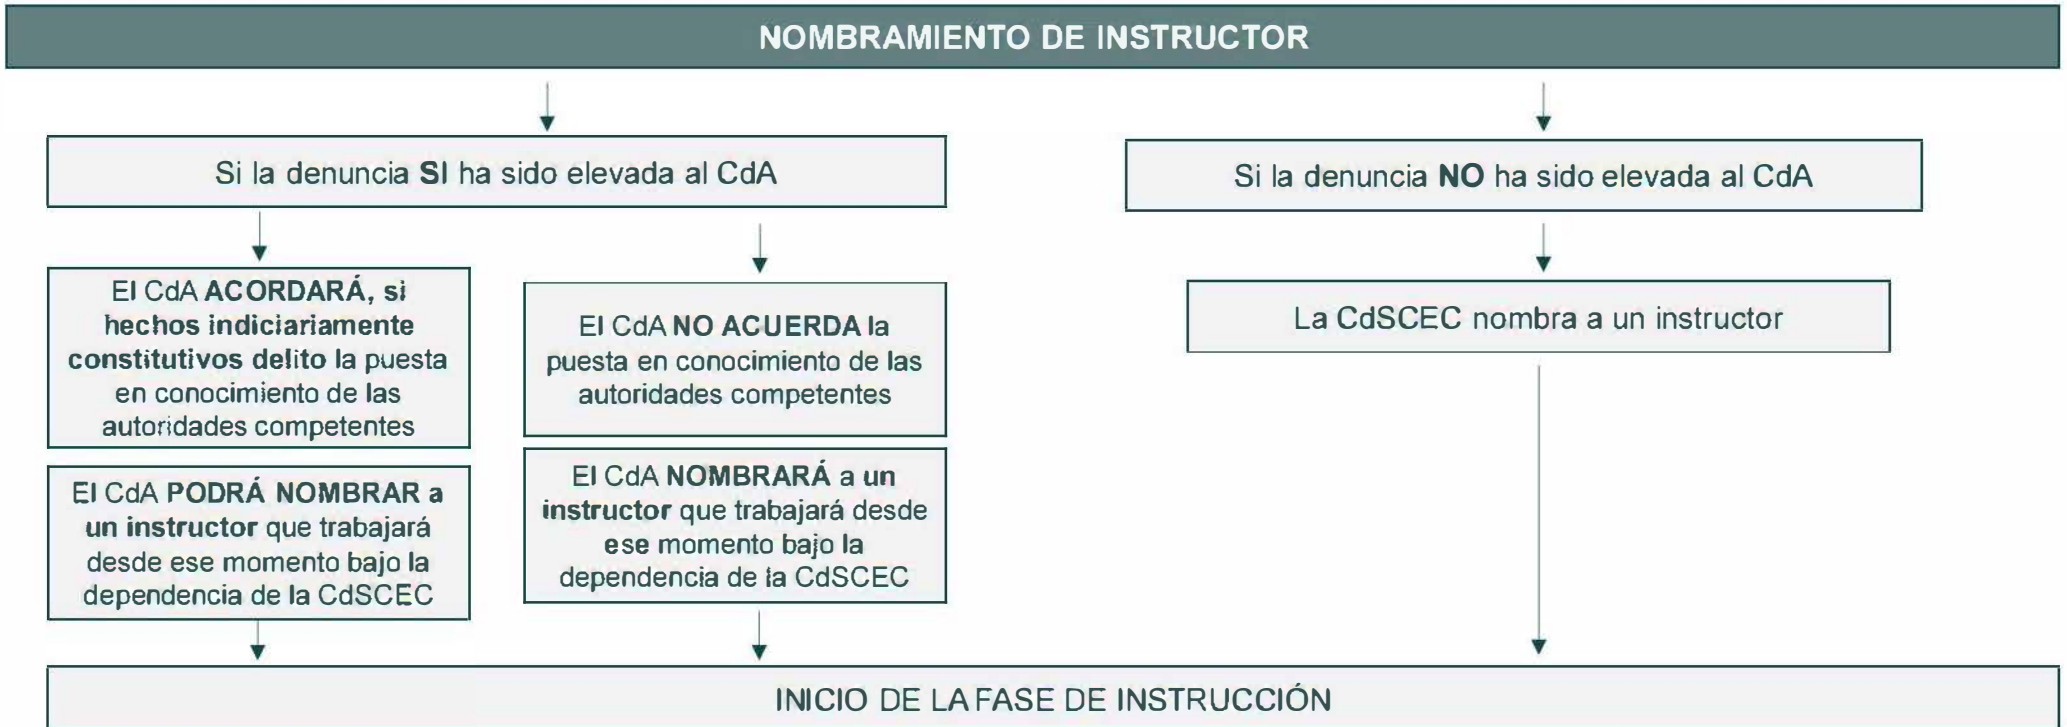 NOMBRAMIENTO DE INSTRUCTOR
Si la denuncia SI ha sido elevada al CdA
Si la denuncia NO ha sido elevada al CdA
El CdA ACORDARÁ, si
hechos indiciariamente
constitutivos delito la puesta
en conocimiento de las
autoridades competentes
El CdA NO ACUERDA la
puesta en conocimiento de las
autoridades competentes
La CdSCEC nombra a un instructor
El CdA PODRÁ NOMBRAR a
un instructor que trabajará
desde ese momento bajo la
dependencia de la CdSCEC
El CdA NOMBRARÁ a un
instructor que trabajará desde
ese momento bajo la
dependencia de la CdSCEC
INICIO DE LA FASE DE INSTRUCCIÓN